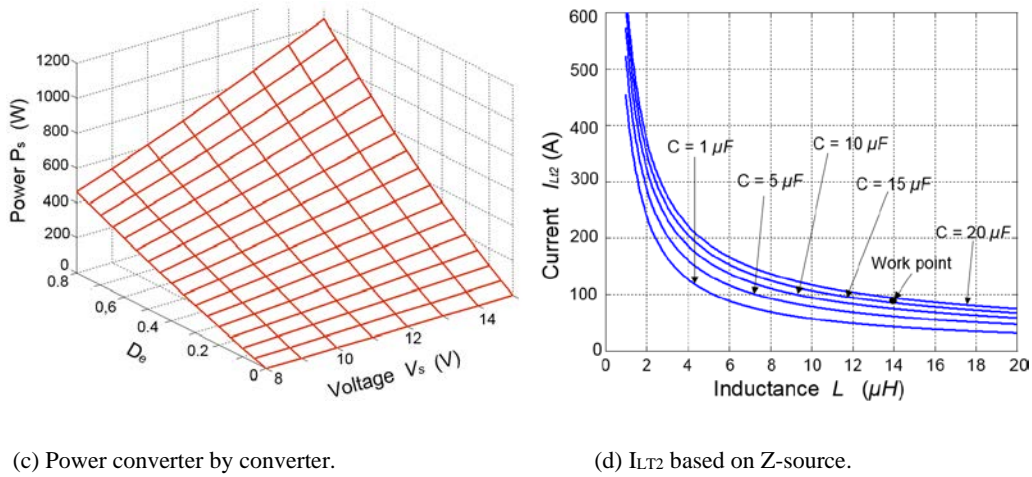 1200
1000
800
600
400
200
0
Power Pₛ (W)
0.8
0.6
0.4
0.2
0
Dₑ
8
10
12
14
Voltage Vₛ (V)
600
500
400
300
200
100
0
Current I_Lt2 (A)
C = 1 µF
C = 5 µF
C = 10 µF
C = 15 µF
C = 20 µF
Work point
0 2 4 6 8 10 12 14 16 18 20
Inductance L (µH)
(c) Power converter by converter.
(d) I_LT2 based on Z-source.